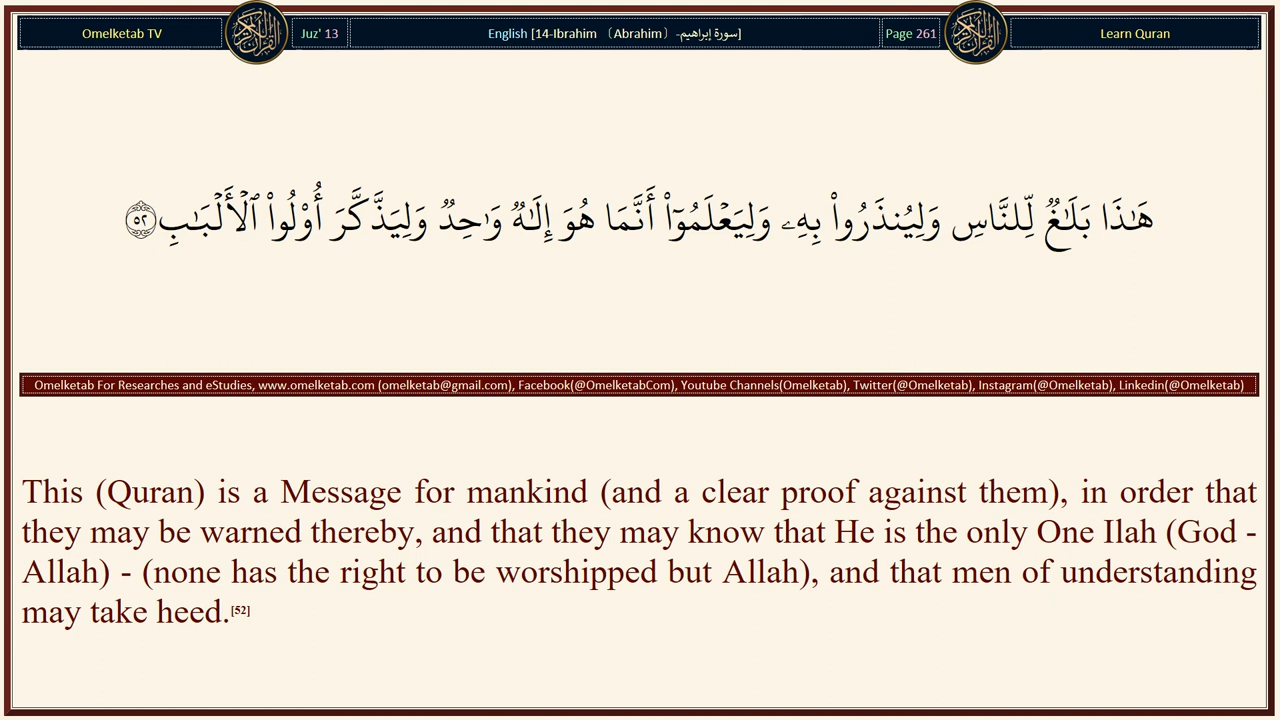 Omelketab TV
Juz' 13
English [14-Ibrahim （Abrahim）-سورة إبراهيم]
Page 261
Learn Quran
هَٰذَا بَلَٰغٞ لِّلنَّاسِ وَلِيُنذَرُواْ بِهِۦ وَلِيَعۡلَمُوٓاْ أَنَّمَا هُوَ إِلَٰهٞ وَٰحِدٞ وَلِيَذَّكَّرَ أُوْلُواْ ٱلۡأَلۡبَٰبِ ٥٢
Omelketab For Researches and eStudies, www.omelketab.com (omelketab@gmail.com), Facebook(@OmelketabCom), Youtube Channels(Omelketab), Twitter(@Omelketab), Instagram(@Omelketab), Linkedin(@Omelketab)
This (Quran) is a Message for mankind (and a clear proof against them), in order that
they may be warned thereby, and that they may know that He is the only One Ilah (God -
Allah) - (none has the right to be worshipped but Allah), and that men of understanding
may take heed.[52]